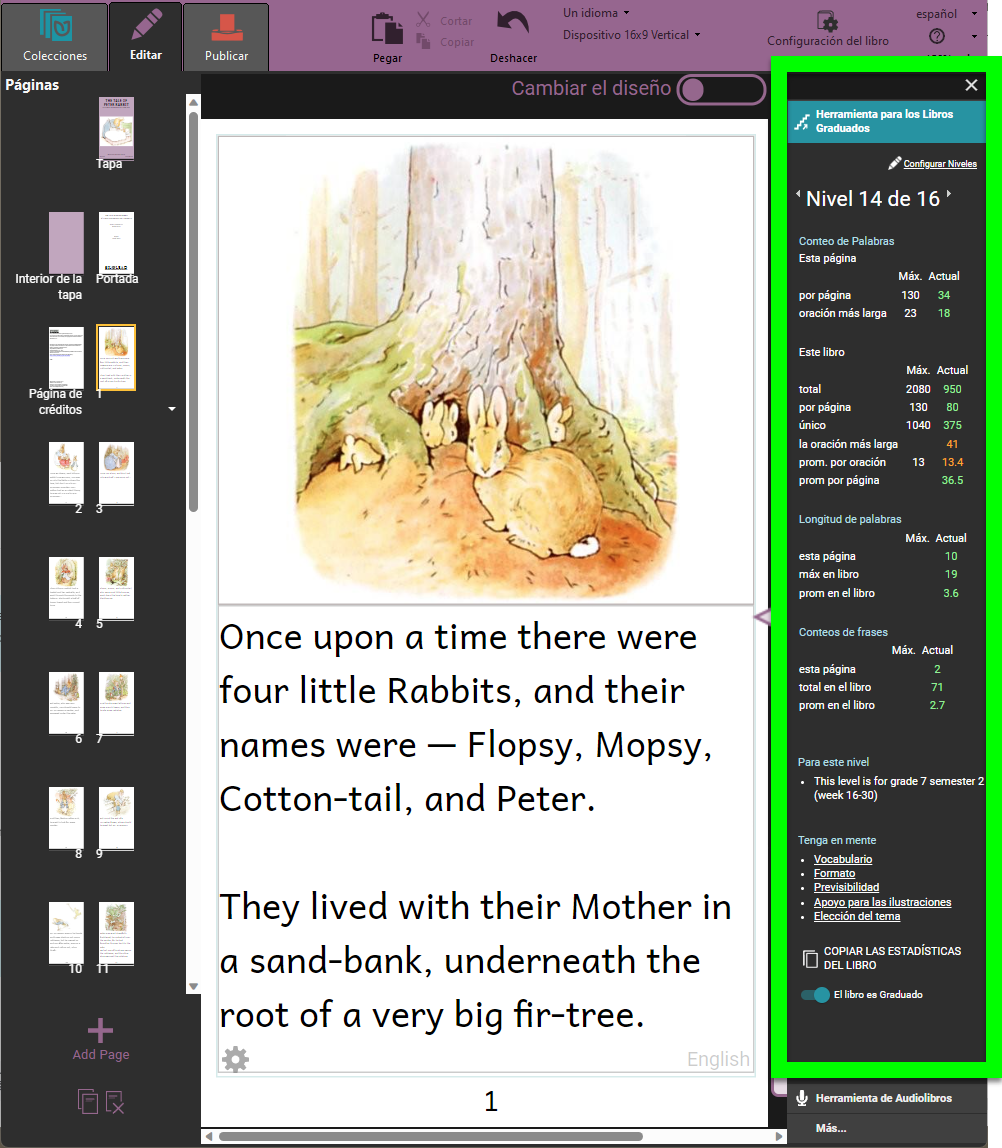 Colecciones
Editar
Publicar
Pegar
Cortar
Copiar
Deshacer
Un idioma
Dispositivo 16x9 Vertical
Configuración del libro
español
Páginas
THE TALE OF
PETER RABBIT
Tapa
Interior de la
tapa
Portada
Página de
créditos
1
2
3
4
5
6
7
8
9
10
11
Add Page
Cambiar el diseño
Once upon a time there were
four little Rabbits, and their
names were — Flopsy, Mopsy,
Cotton-tail, and Peter.
They lived with their Mother in
a sand-bank, underneath the
root of a very big fir-tree.
English
1
Herramienta para los Libros
Graduados
Configurar Niveles
Nivel 14 de 16
Conteo de Palabras
Esta página
Máx. Actual
por página 130 34
oración más larga 23 18
Este libro
Máx. Actual
total 2080 950
por página 130 80
único 1040 375
la oración más larga 41
prom. por oración 13 13.4
prom por página 36.5
Longitud de palabras
Máx. Actual
esta página 10
máx en libro 19
prom en el libro 3.6
Conteos de frases
Máx. Actual
esta página 2
total en el libro 71
prom en el libro 2.7
Para este nivel
• This level is for grade 7 semester 2
(week 16-30)
Tenga en mente
• Vocabulario
• Formato
• Previsibilidad
• Apoyo para las ilustraciones
• Elección del tema
COPIAR LAS ESTADÍSTICAS
DEL LIBRO
El libro es Graduado
Herramienta de Audiolibros
Más...